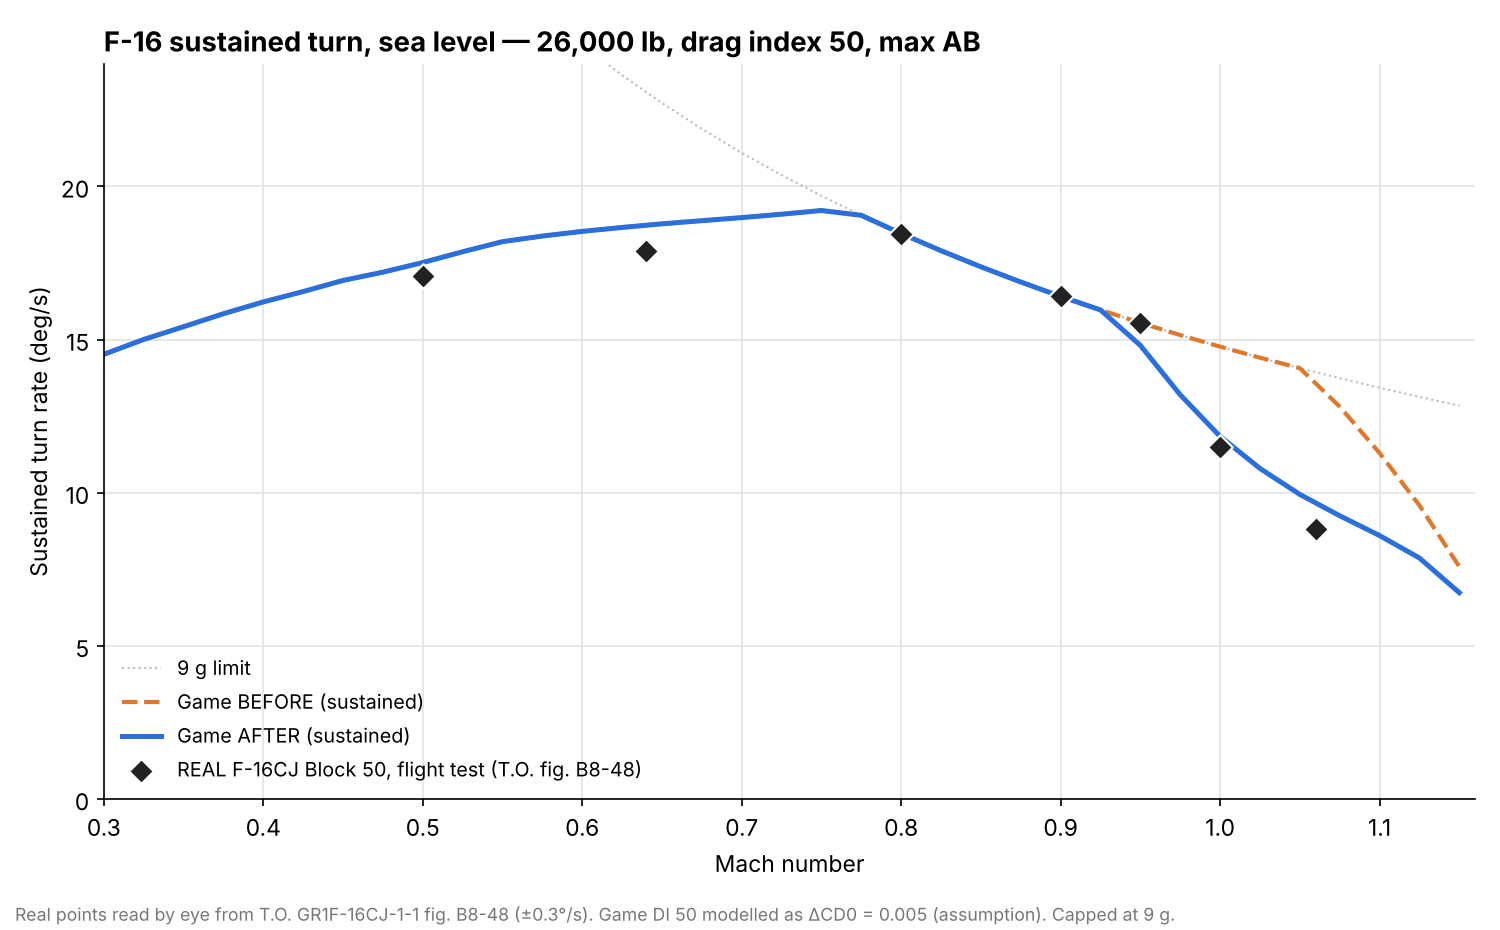 F-16 sustained turn, sea level — 26,000 lb, drag index 50, max AB
Sustained turn rate (deg/s)
20
15
10
5
0
9 g limit
Game BEFORE (sustained)
Game AFTER (sustained)
REAL F-16CJ Block 50, flight test (T.O. fig. B8-48)
0.3 0.4 0.5 0.6 0.7 0.8 0.9 1.0 1.1
Mach number
Real points read by eye from T.O. GR1F-16CJ-1-1 fig. B8-48 (±0.3°/s). Game DI 50 modelled as ΔCD0 = 0.005 (assumption). Capped at 9 g.